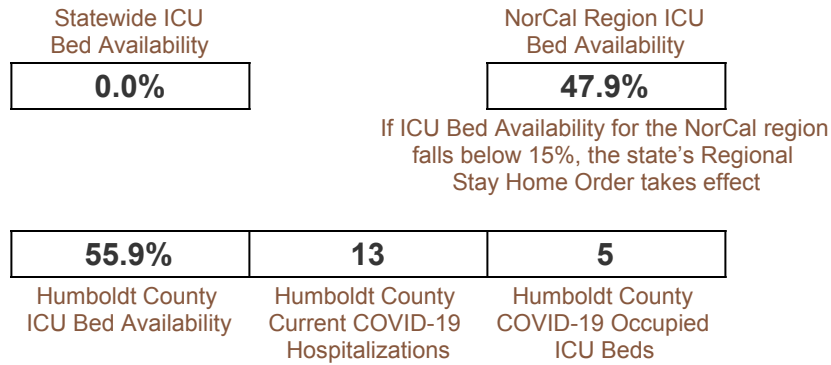 Statewide ICU
Bed Availability
0.0%
NorCal Region ICU
Bed Availability
47.9%
If ICU Bed Availability for the NorCal region
falls below 15%, the state's Regional
Stay Home Order takes effect
55.9%
Humboldt County
ICU Bed Availability
13
Humboldt County
Current COVID-19
Hospitalizations
5
Humboldt County
COVID-19 Occupied
ICU Beds